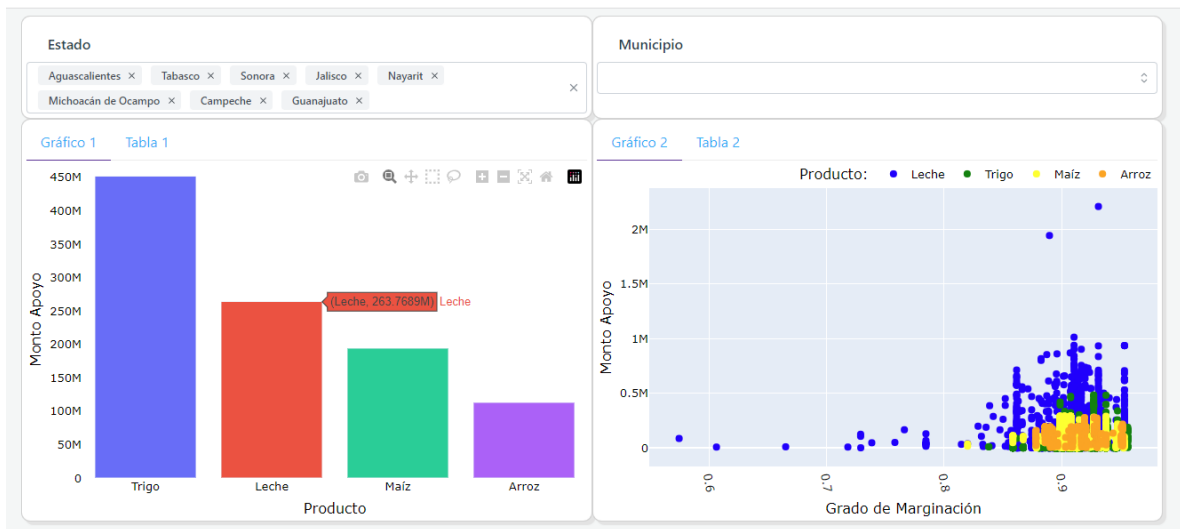 Estado
Aguascalientes × Tabasco × Sonora × Jalisco × Nayarit ×
Michoacán de Ocampo × Campeche × Guanajuato ×
×
Municipio
Gráfico 1 Tabla 1
450M
400M
350M
300M
250M
200M
150M
100M
50M
0
Monto Apoyo
(Leche, 263.7689M) Leche
Trigo Leche Maíz Arroz
Producto
Gráfico 2 Tabla 2
Producto: Leche Trigo Maíz Arroz
2M
1.5M
1M
0.5M
0
Monto Apoyo
0.6 0.7 0.8 0.9
Grado de Marginación